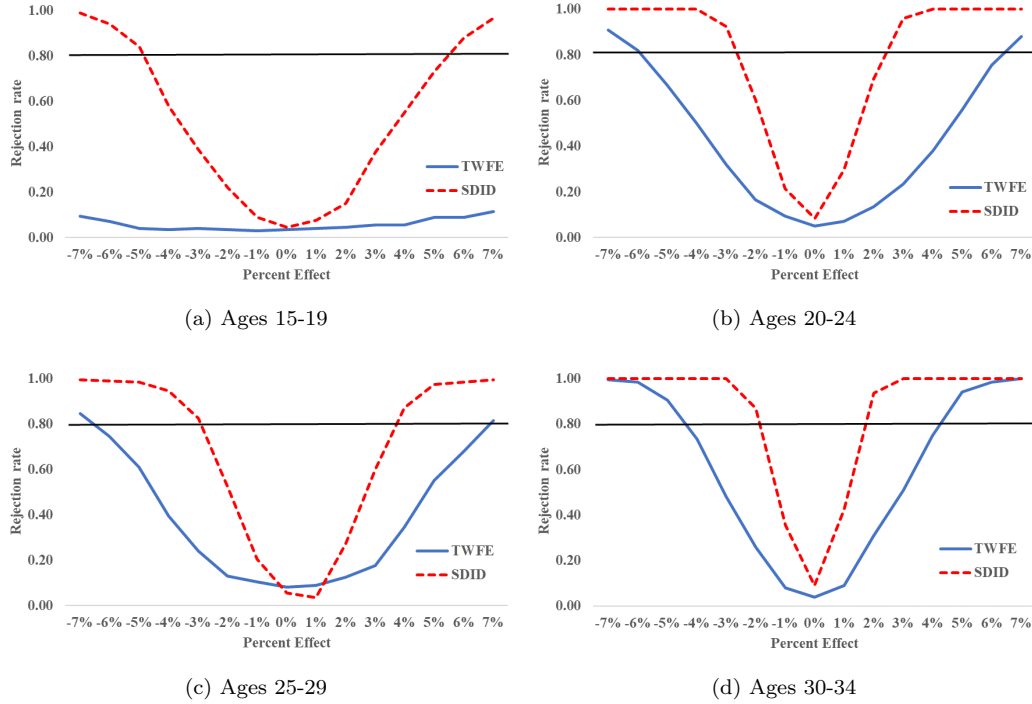 1.00
0.80
0.60
0.40
0.20
0.00
Rejection rate
TWFE
SDID
-7% -6% -5% -4% -3% -2% -1% 0% 1% 2% 3% 4% 5% 6% 7%
Percent Effect
(a) Ages 15-19
1.00
0.80
0.60
0.40
0.20
0.00
Rejection rate
TWFE
SDID
-7% -6% -5% -4% -3% -2% -1% 0% 1% 2% 3% 4% 5% 6% 7%
Percent Effect
(b) Ages 20-24
1.00
0.80
0.60
0.40
0.20
0.00
Rejection rate
TWFE
SDID
-7% -6% -5% -4% -3% -2% -1% 0% 1% 2% 3% 4% 5% 6% 7%
Percent Effect
(c) Ages 25-29
1.00
0.80
0.60
0.40
0.20
0.00
Rejection rate
TWFE
SDID
-7% -6% -5% -4% -3% -2% -1% 0% 1% 2% 3% 4% 5% 6% 7%
Percent Effect
(d) Ages 30-34